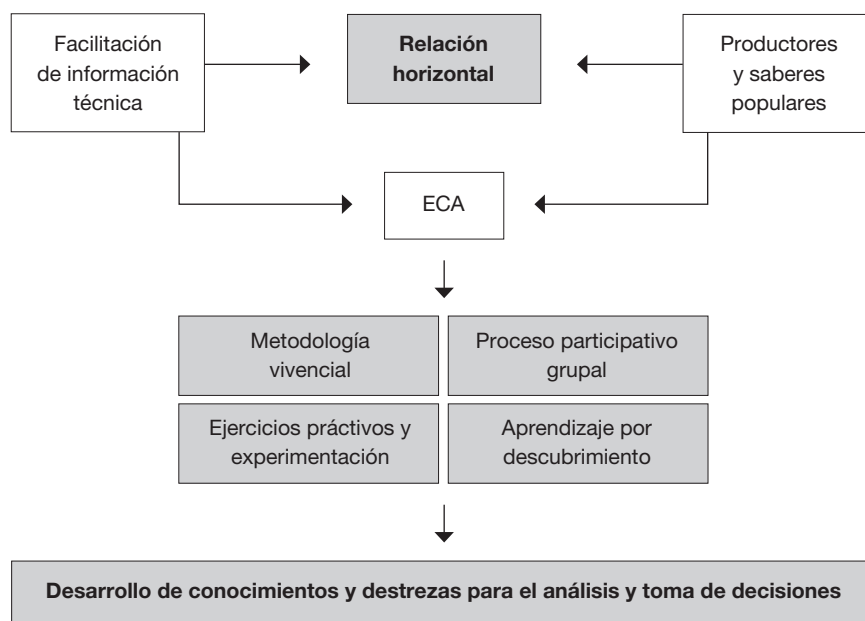 Facilitación
de información
técnica
Relación
horizontal
Productores
y saberes
populares
ECA
Metodología
vivencial
Proceso participativo
grupal
Ejercicios práctivos y
experimentación
Aprendizaje por
descubrimiento
Desarrollo de conocimientos y destrezas para el análisis y toma de decisiones